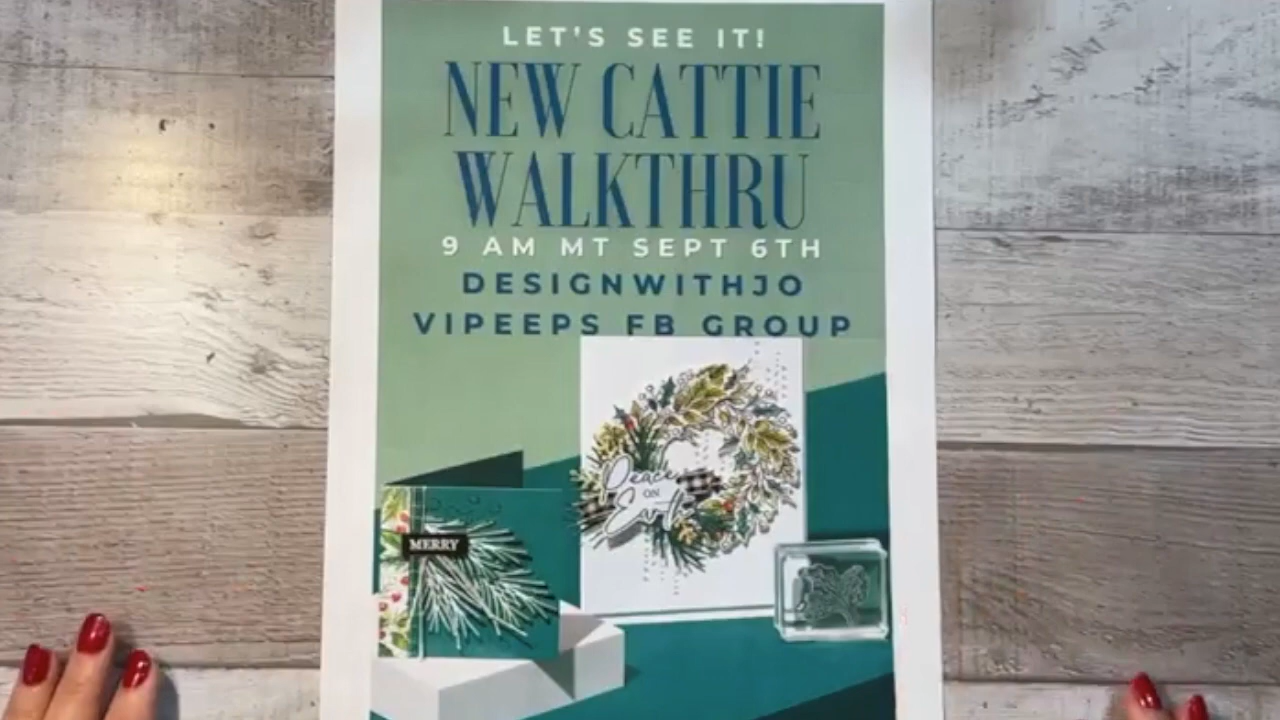 LET'S SEE IT!
NEW CATTIE
WALKTHRU
9 AM MT SEPT 6TH
DESIGNWITHJO
VIPEEPS FB GROUP
Peace
ON
Earth
MERRY